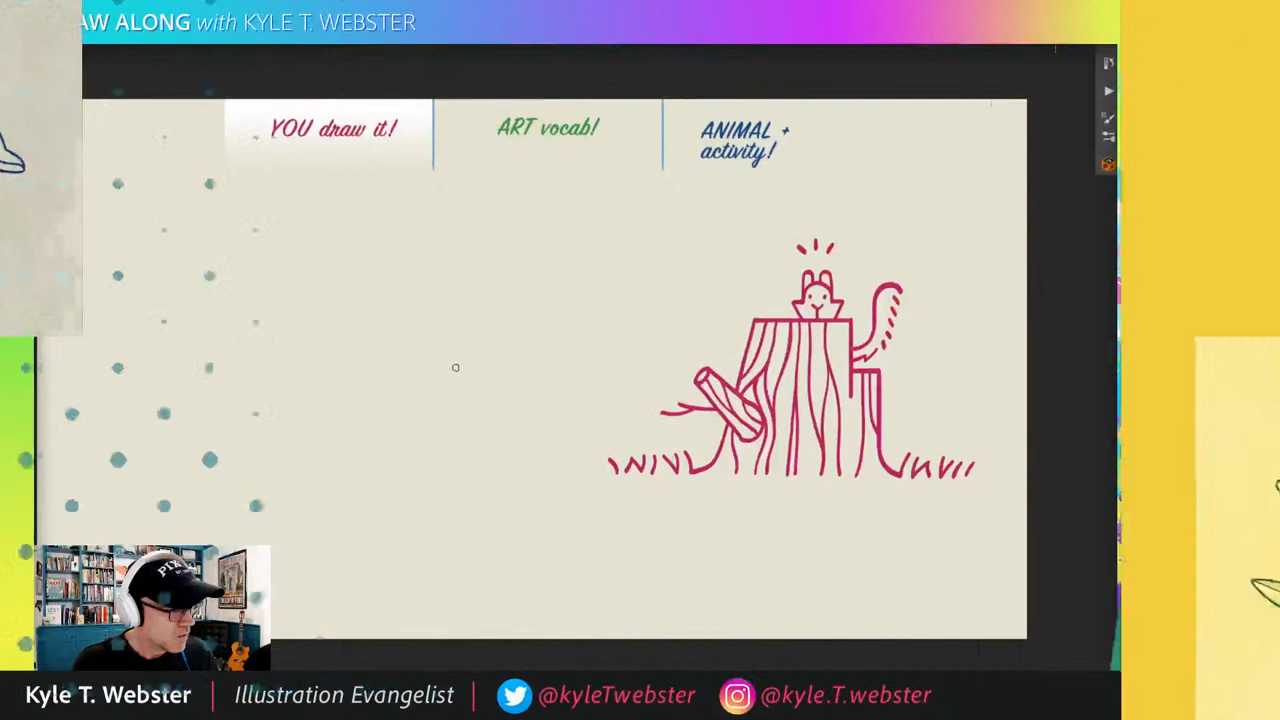 AW ALONG with KYLE T. WEBSTER
YOU draw it!
ART vocab!
ANIMAL +
activity!
Kyle T. Webster | Illustration Evangelist | @kyleTwebster @kyle.T.webster